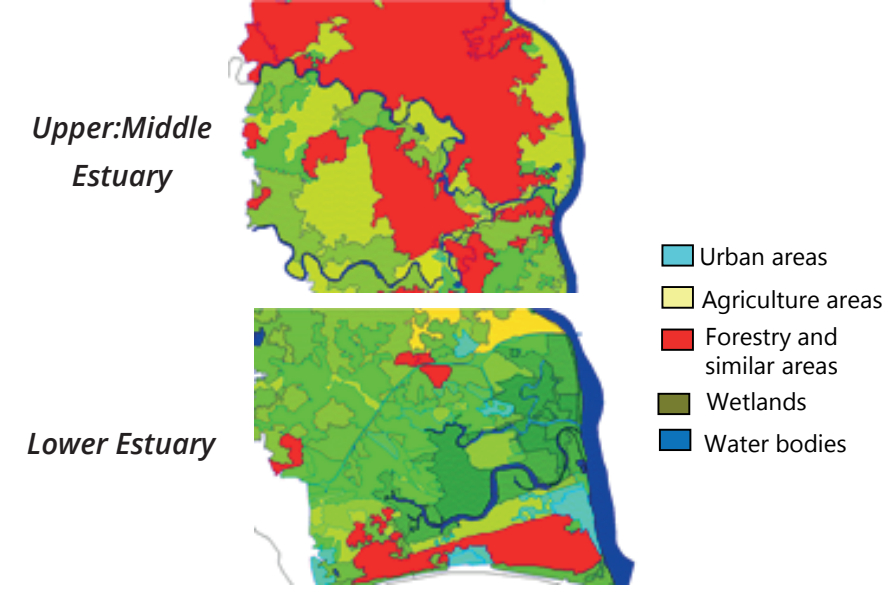 Upper:Middle
Estuary
Urban areas
Agriculture areas
Forestry and
similar areas
Wetlands
Water bodies
Lower Estuary